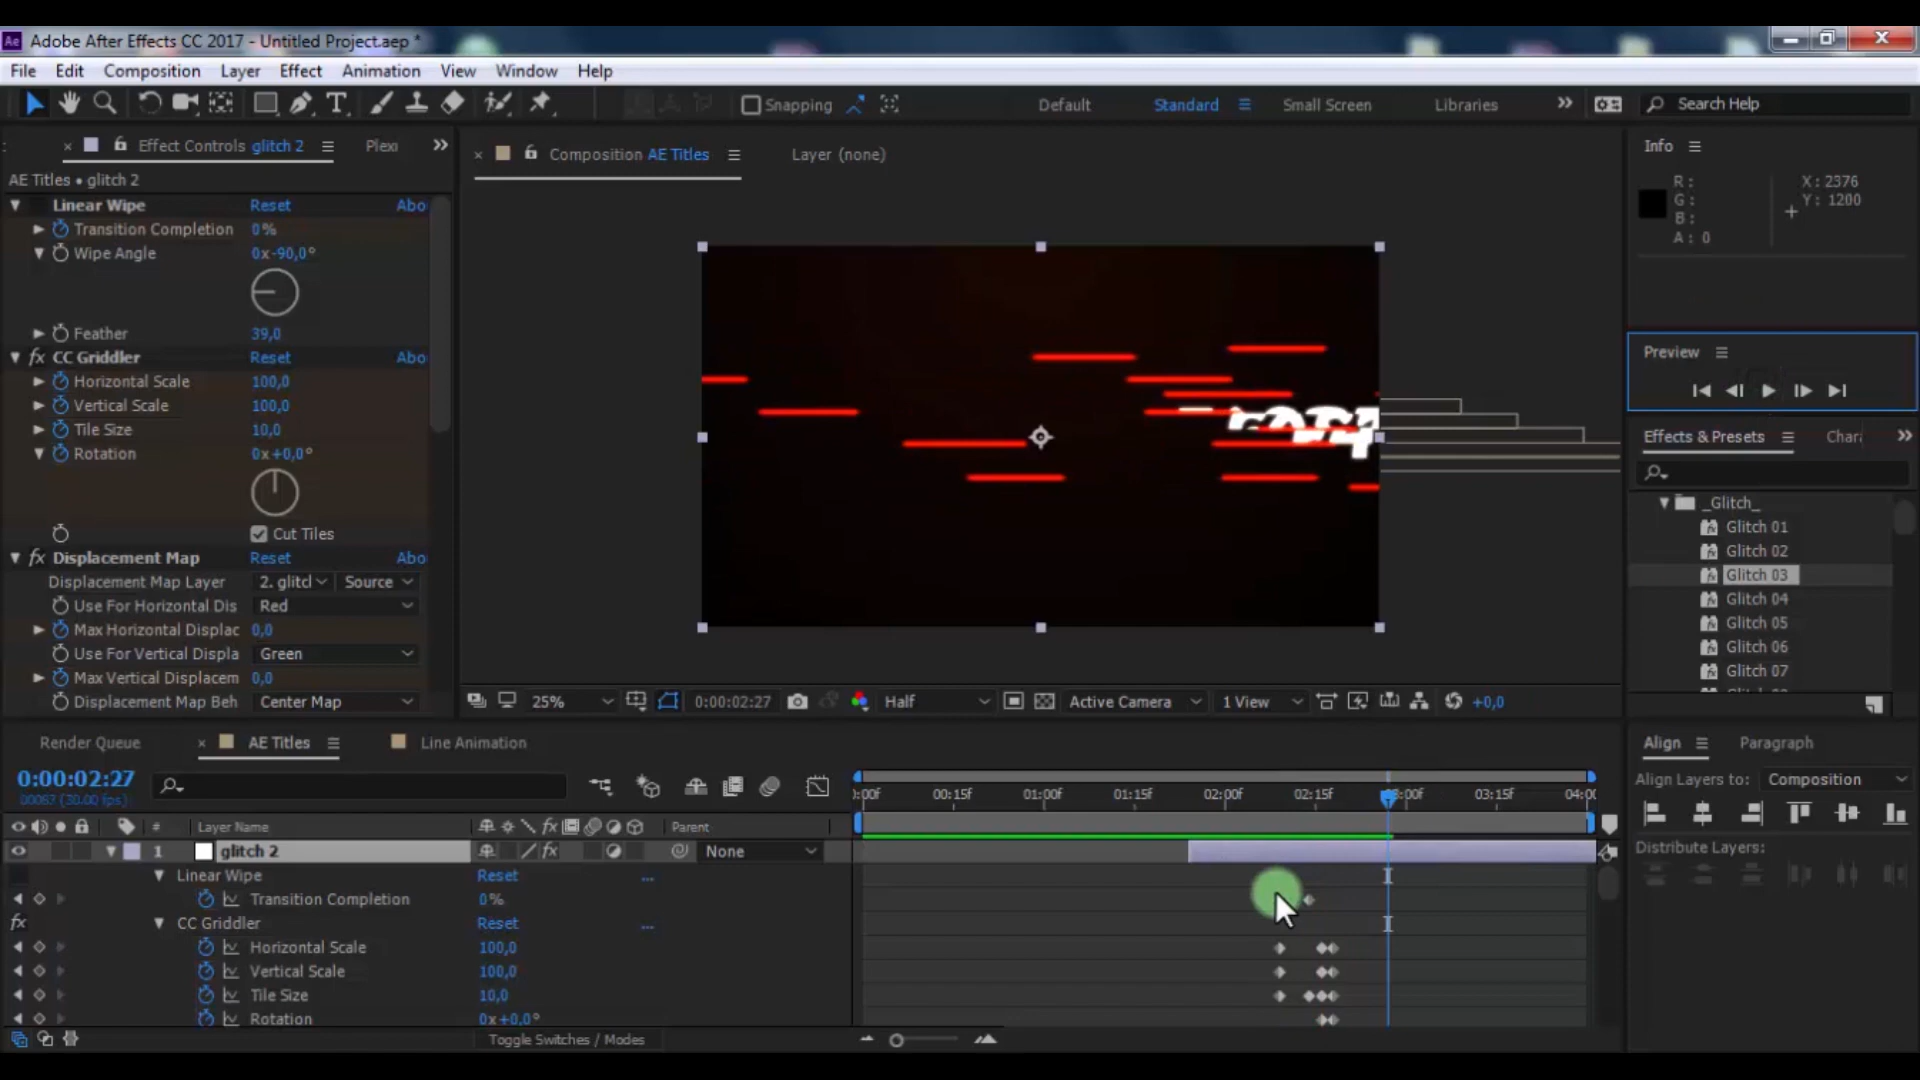 Ae Adobe After Effects CC 2017 - Untitled Project.aep *
File Edit Composition Layer Effect Animation View Window Help
Snapping Default Standard Small Screen Libraries Search Help
Effect Controls glitch 2
Composition AE Titles Layer (none)
AE Titles • glitch 2
Linear Wipe Reset Abo
Transition Completion 0%
Wipe Angle 0x-90,0°
Feather 39,0
CC Griddler Reset Abo
Horizontal Scale 100,0
Vertical Scale 100,0
Tile Size 10,0
Rotation 0x+0,0°
Cut Tiles
Displacement Map Reset Abo
Displacement Map Layer 2. glitcl Source
Use For Horizontal Dis Red
Max Horizontal Displac 0,0
Use For Vertical Displa Green
Max Vertical Displacem 0,0
Displacement Map Beh Center Map
25% 0:00:02:27 Half Active Camera 1 View +0,0
Info
R: X: 2376
G: Y: 1200
B:
A: 0
Preview
Effects & Presets
_Glitch_
Glitch 01
Glitch 02
Glitch 03
Glitch 04
Glitch 05
Glitch 06
Glitch 07
Render Queue AE Titles Line Animation
0:00:02:27
00087 (30.00 fps)
:00f 00:15f 01:00f 01:15f 02:00f 02:15f 03:00f 03:15f 04:00
# Layer Name Parent
1 glitch 2 None
Linear Wipe Reset ...
Transition Completion 0%
CC Griddler Reset ...
Horizontal Scale 100,0
Vertical Scale 100,0
Tile Size 10,0
Rotation 0x+0,0°
Toggle Switches / Modes
Align Paragraph
Align Layers to: Composition
Distribute Layers: